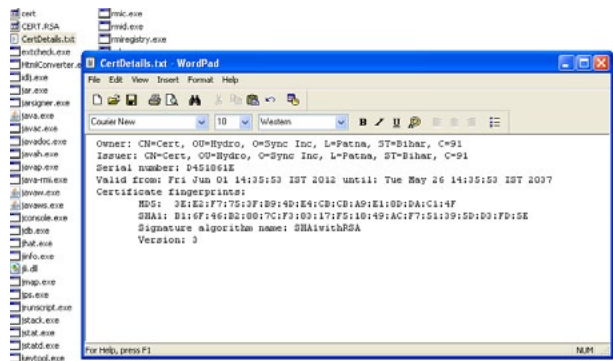 cert
CERT.RSA
CertDetails.txt
extcheck.exe
HtmlConverter.e
idlj.exe
jar.exe
jarsigner.exe
java.exe
javac.exe
javadoc.exe
javah.exe
javap.exe
java-rmi.exe
javaw.exe
javaws.exe
jconsole.exe
jdb.exe
jhat.exe
jinfo.exe
jli.dll
jmap.exe
jps.exe
jrunscript.exe
jstack.exe
jstat.exe
jstatd.exe
keytool.exe
rmic.exe
rmid.exe
rmiregistry.exe
CertDetails.txt - WordPad
File Edit View Insert Format Help
Courier New 10 Western
Owner: CN=Cert, OU=Hydro, O=Sync Inc, L=Patna, ST=Bihar, C=91
Issuer: CN=Cert, OU=Hydro, O=Sync Inc, L=Patna, ST=Bihar, C=91
Serial number: D451861E
Valid from: Fri Jun 01 14:35:53 IST 2012 until: Tue May 26 14:35:53 IST 2037
Certificate fingerprints:
MD5: 3E:E2:F7:75:3F:B9:4D:E4:CB:CB:A9:E1:8D:DA:C1:4F
SHA1: B1:6F:46:B2:88:7C:F3:83:17:F5:18:49:AC:F7:51:39:5D:D3:FD:5E
Signature algorithm name: SHA1withRSA
Version: 3
For Help, press F1
NUM